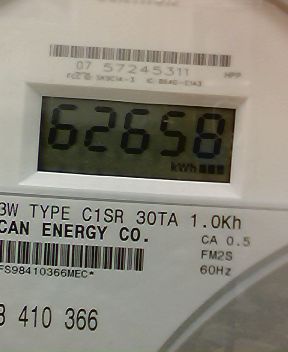 07 57245311
HPP
62658
kWh
3W TYPE C1SR 30TA 1.0Kh
CAN ENERGY CO.
CA 0.5
FM2S
60Hz
FS98410366MEC*
410 366